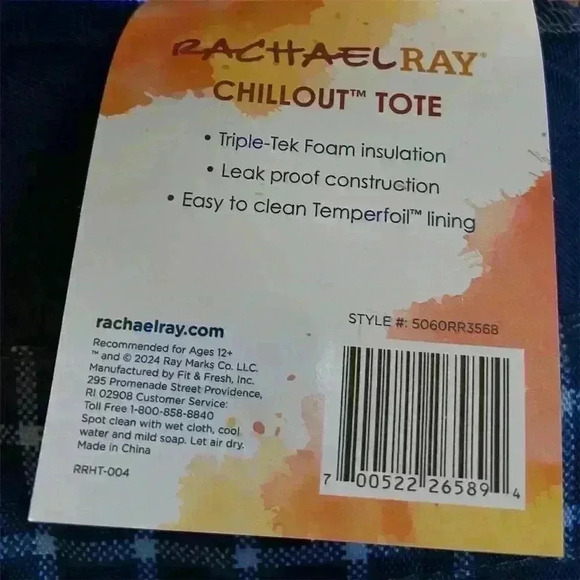 RACHAEL RAY®
CHILLOUT™ TOTE
• Triple-Tek Foam insulation
• Leak proof construction
• Easy to clean Temperfoil™ lining
rachaelray.com
Recommended for Ages 12+
™ and © 2024 Ray Marks Co. LLC.
Manufactured by Fit & Fresh, Inc.
295 Promenade Street Providence,
RI 02908 Customer Service:
Toll Free 1-800-858-8840
Spot clean with wet cloth, cool
water and mild soap. Let air dry.
Made in China
RRHT-004
STYLE #: 5060RR3568
7 00522 26589 4